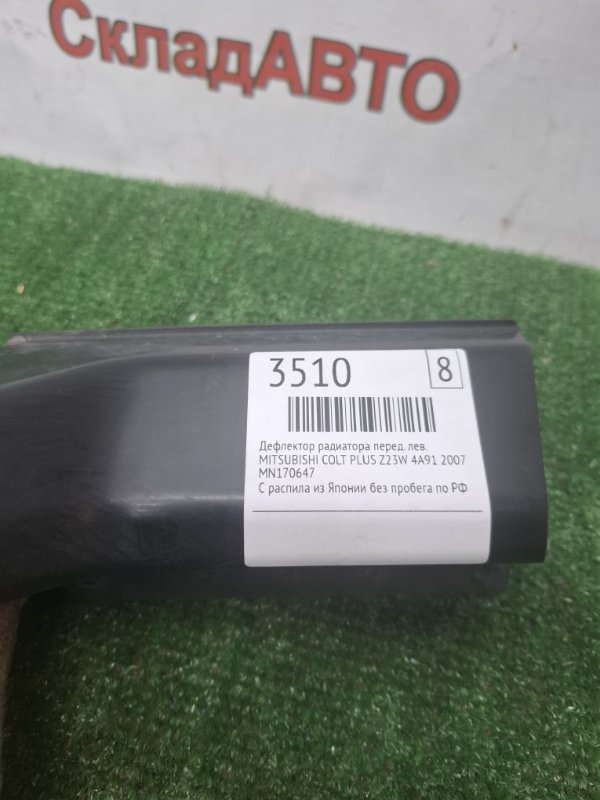 СкладАВТО
3510 8
Дефлектор радиатора перед. лев.
MITSUBISHI COLT PLUS Z23W 4A91 2007
MN170647
С распила из Японии без пробега по РФ